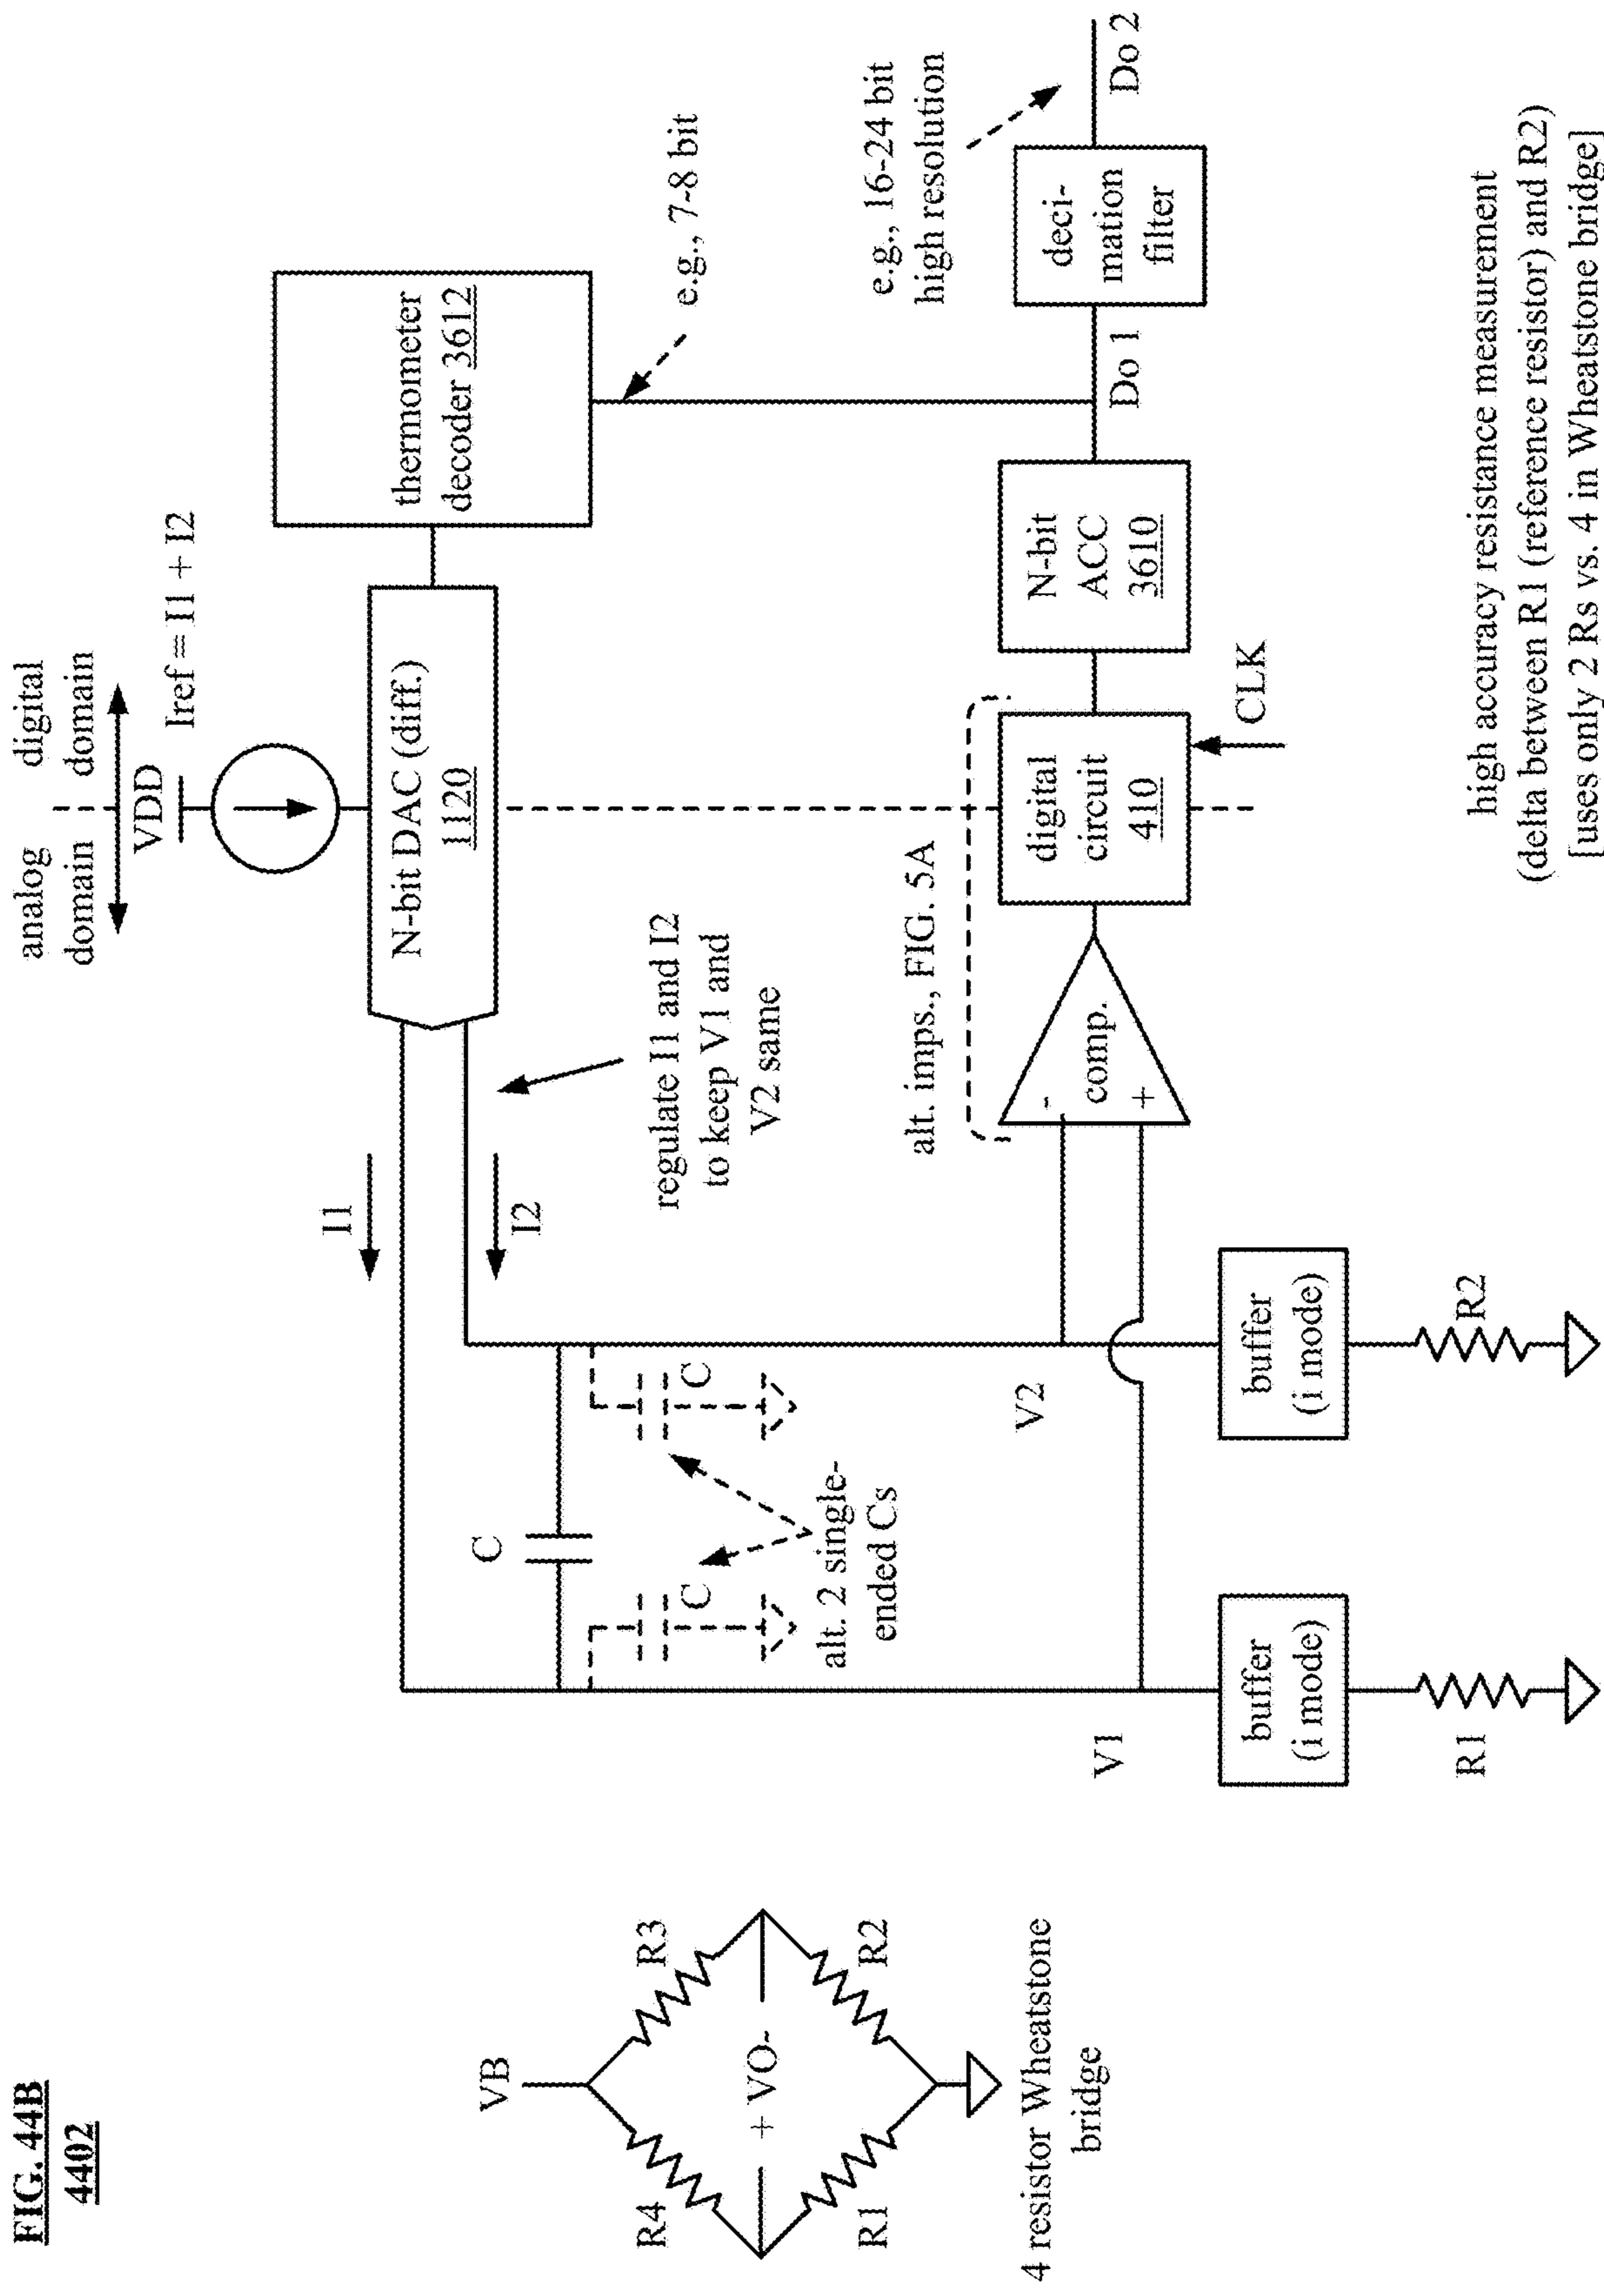 FIG. 44B
4402
VB
R4
R3
+ VO-
R1
R2
4 resistor Wheatstone
bridge
analog
domain
digital
domain
VDD
Iref = I1 + I2
N-bit DAC (diff.)
1120
thermometer
decoder 3612
e.g., 7-8 bit
I1
I2
regulate I1 and I2
to keep V1 and
V2 same
C
C
C
alt. 2 single-
ended Cs
alt. imps., FIG. 5A
e.g., 16-24 bit
high resolution
V1
V2
-
comp.
+
digital
circuit
410
CLK
N-bit
ACC
3610
Do 1
deci-
mation
filter
Do 2
buffer
(i mode)
buffer
(i mode)
R1
R2
high accuracy resistance measurement
(delta between R1 (reference resistor) and R2)
[uses only 2 Rs vs. 4 in Wheatstone bridge]